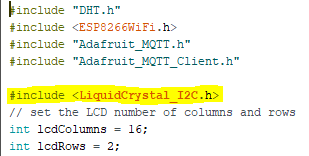 #include "DHT.h"
#include <ESP8266WiFi.h>
#include "Adafruit_MQTT.h"
#include "Adafruit_MQTT_Client.h"
#include <LiquidCrystal_I2C.h>
// set the LCD number of columns and rows
int lcdColumns = 16;
int lcdRows = 2;